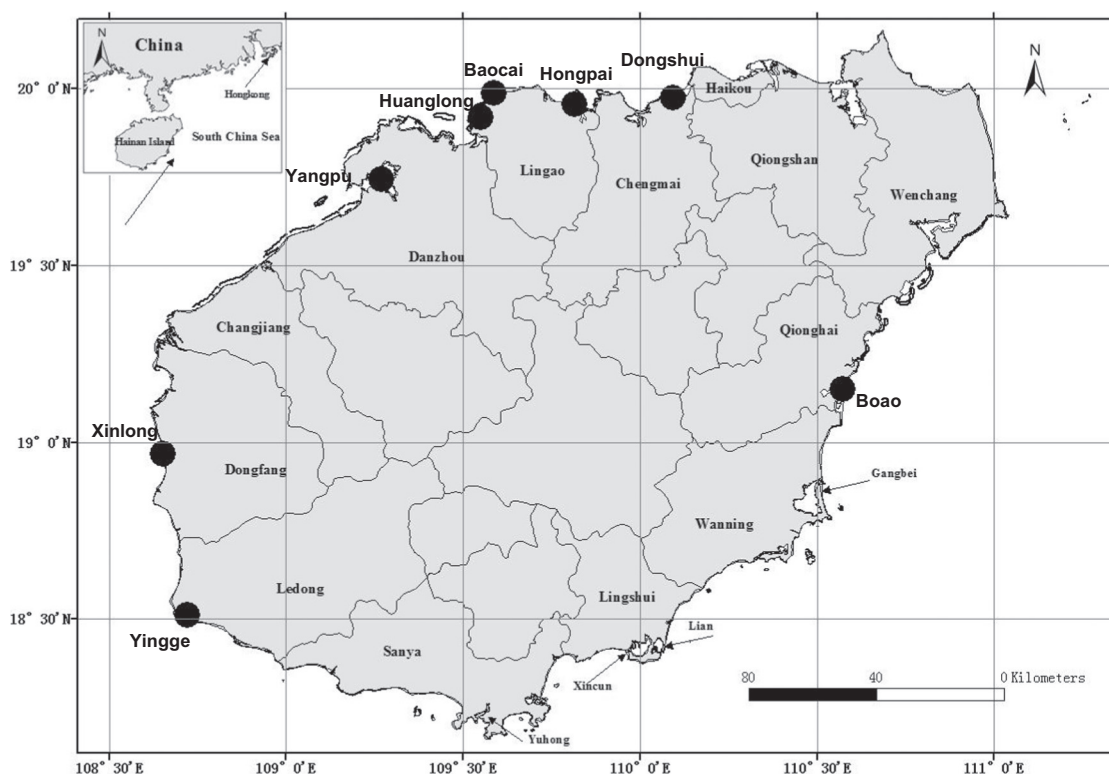 N
China
Hongkong
Hainan Island
South China Sea
N
20° 0'N
19° 30'N
19° 0'N
18° 30'N
Baocai
Hongpai
Dongshui
Huanglong
Haikou
Yangpu
Lingao
Chengmai
Qiongshan
Wenchang
Danzhou
Changjiang
Qionghai
Boao
Xinlong
Dongfang
Gangbei
Wanning
Ledong
Lingshui
Yingge
Lian
Sanya
Xincun
Yuhong
80 40 0 Kilometers
108° 30'E 109° 0'E 109° 30'E 110° 0'E 110° 30'E 111° 0'E